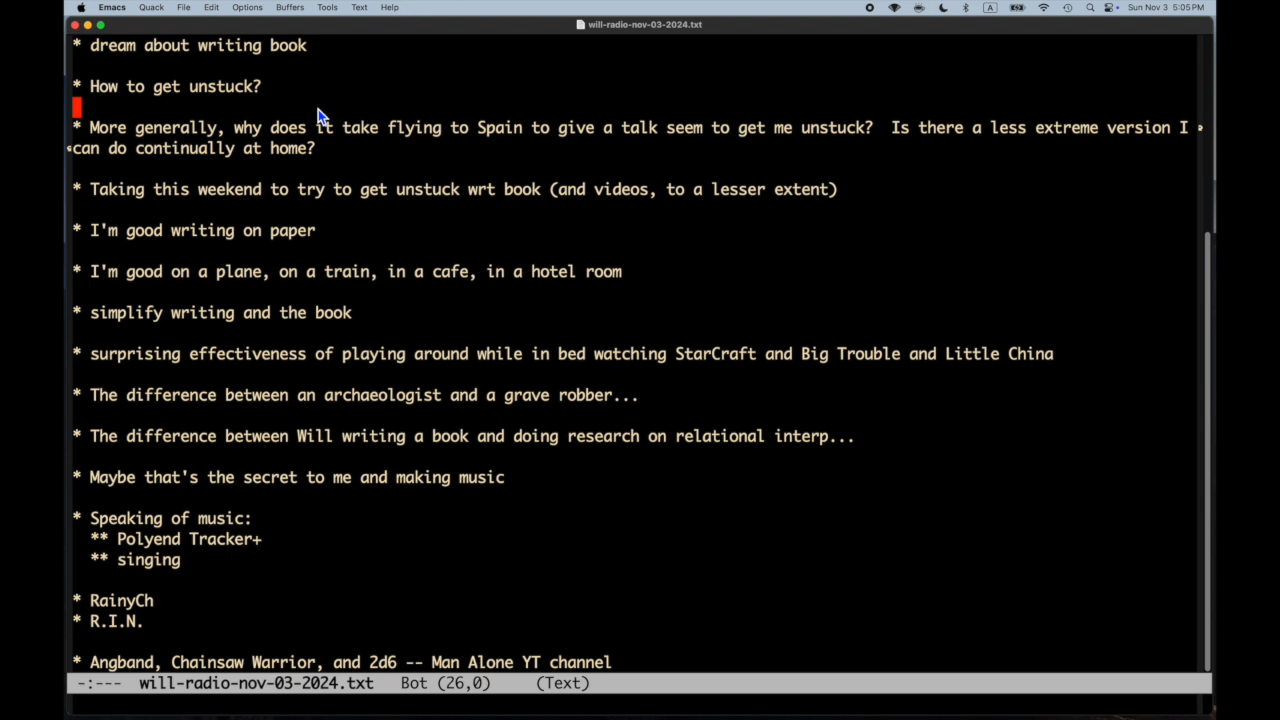 Emacs Quack File Edit Options Buffers Tools Text Help A Sun Nov 3 5:05 PM
will-radio-nov-03-2024.txt
* dream about writing book
* How to get unstuck?
* More generally, why does it take flying to Spain to give a talk seem to get me unstuck?  Is there a less extreme version I
can do continually at home?
* Taking this weekend to try to get unstuck wrt book (and videos, to a lesser extent)
* I'm good writing on paper
* I'm good on a plane, on a train, in a cafe, in a hotel room
* simplify writing and the book
* surprising effectiveness of playing around while in bed watching StarCraft and Big Trouble and Little China
* The difference between an archaeologist and a grave robber...
* The difference between Will writing a book and doing research on relational interp...
* Maybe that's the secret to me and making music
* Speaking of music:
** Polyend Tracker+
** singing
* RainyCh
* R.I.N.
* Angband, Chainsaw Warrior, and 2d6 -- Man Alone YT channel
-:--- will-radio-nov-03-2024.txt Bot (26,0) (Text)